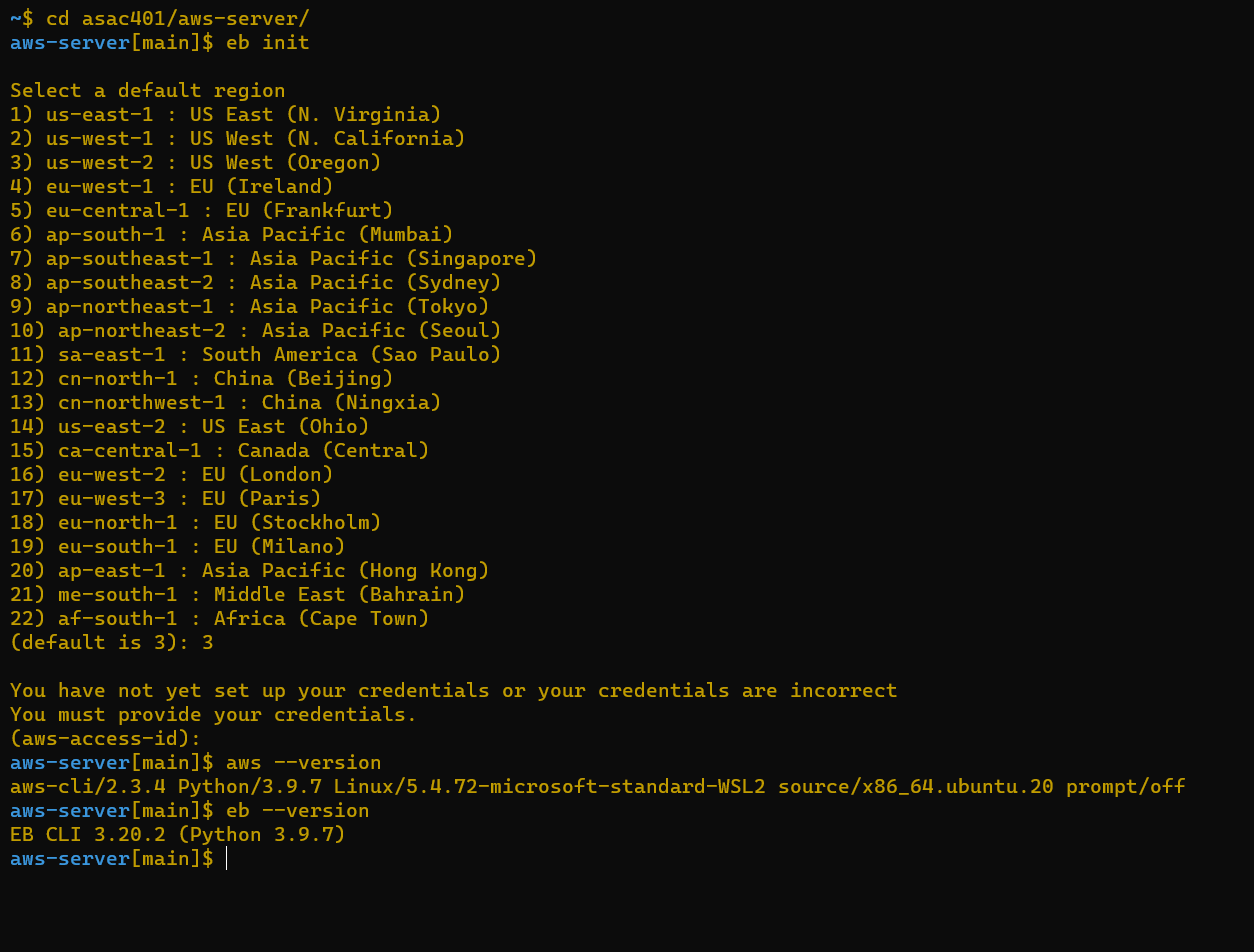 ~$ cd asac401/aws-server/
aws-server[main]$ eb init
Select a default region
1) us-east-1 : US East (N. Virginia)
2) us-west-1 : US West (N. California)
3) us-west-2 : US West (Oregon)
4) eu-west-1 : EU (Ireland)
5) eu-central-1 : EU (Frankfurt)
6) ap-south-1 : Asia Pacific (Mumbai)
7) ap-southeast-1 : Asia Pacific (Singapore)
8) ap-southeast-2 : Asia Pacific (Sydney)
9) ap-northeast-1 : Asia Pacific (Tokyo)
10) ap-northeast-2 : Asia Pacific (Seoul)
11) sa-east-1 : South America (Sao Paulo)
12) cn-north-1 : China (Beijing)
13) cn-northwest-1 : China (Ningxia)
14) us-east-2 : US East (Ohio)
15) ca-central-1 : Canada (Central)
16) eu-west-2 : EU (London)
17) eu-west-3 : EU (Paris)
18) eu-north-1 : EU (Stockholm)
19) eu-south-1 : EU (Milano)
20) ap-east-1 : Asia Pacific (Hong Kong)
21) me-south-1 : Middle East (Bahrain)
22) af-south-1 : Africa (Cape Town)
(default is 3): 3
You have not yet set up your credentials or your credentials are incorrect
You must provide your credentials.
(aws-access-id):
aws-server[main]$ aws --version
aws-cli/2.3.4 Python/3.9.7 Linux/5.4.72-microsoft-standard-WSL2 source/x86_64.ubuntu.20 prompt/off
aws-server[main]$ eb --version
EB CLI 3.20.2 (Python 3.9.7)
aws-server[main]$